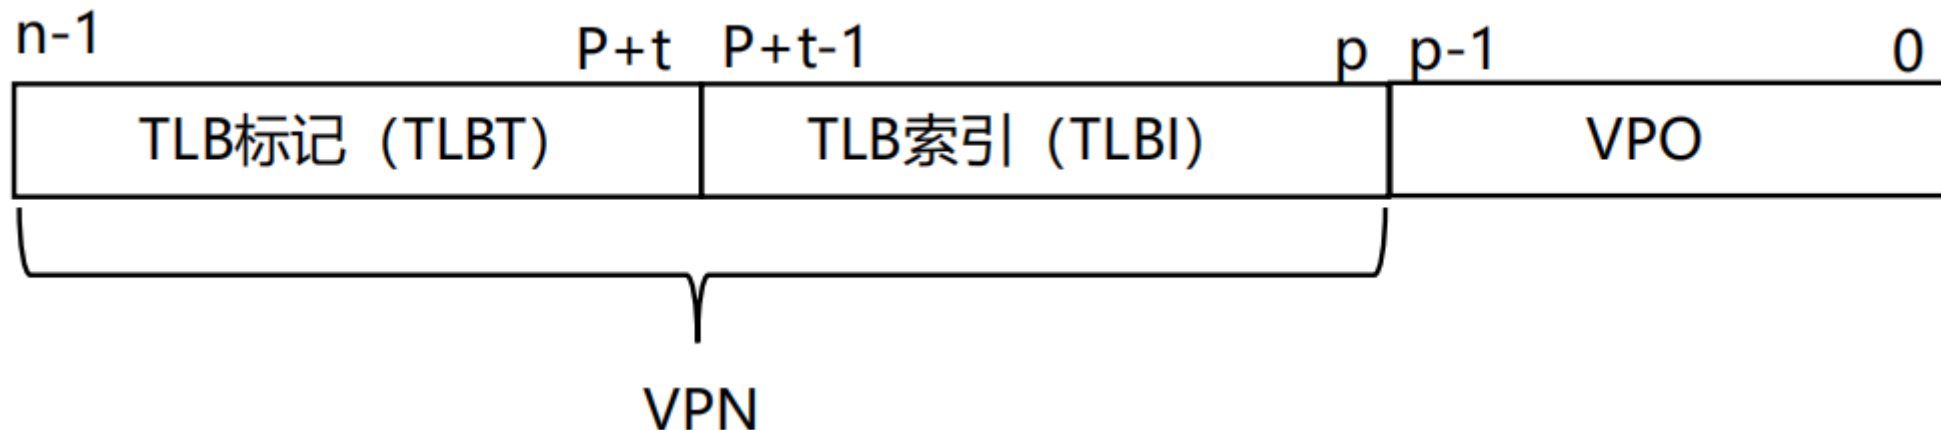 n-1 P+t P+t-1 p p-1 0
TLB标记（TLBT） TLB索引（TLBI） VPO
VPN